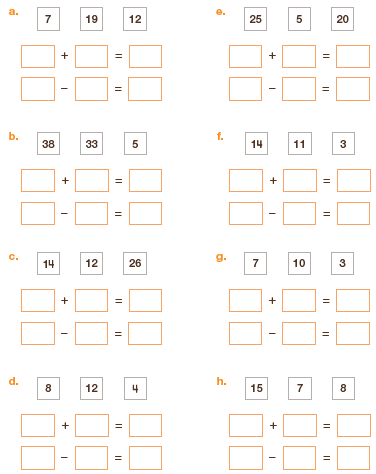 a. 7 19 12
+ =
− =
b. 38 33 5
+ =
− =
c. 14 12 26
+ =
− =
d. 8 12 4
+ =
− =
e. 25 5 20
+ =
− =
f. 14 11 3
+ =
− =
g. 7 10 3
+ =
− =
h. 15 7 8
+ =
− =